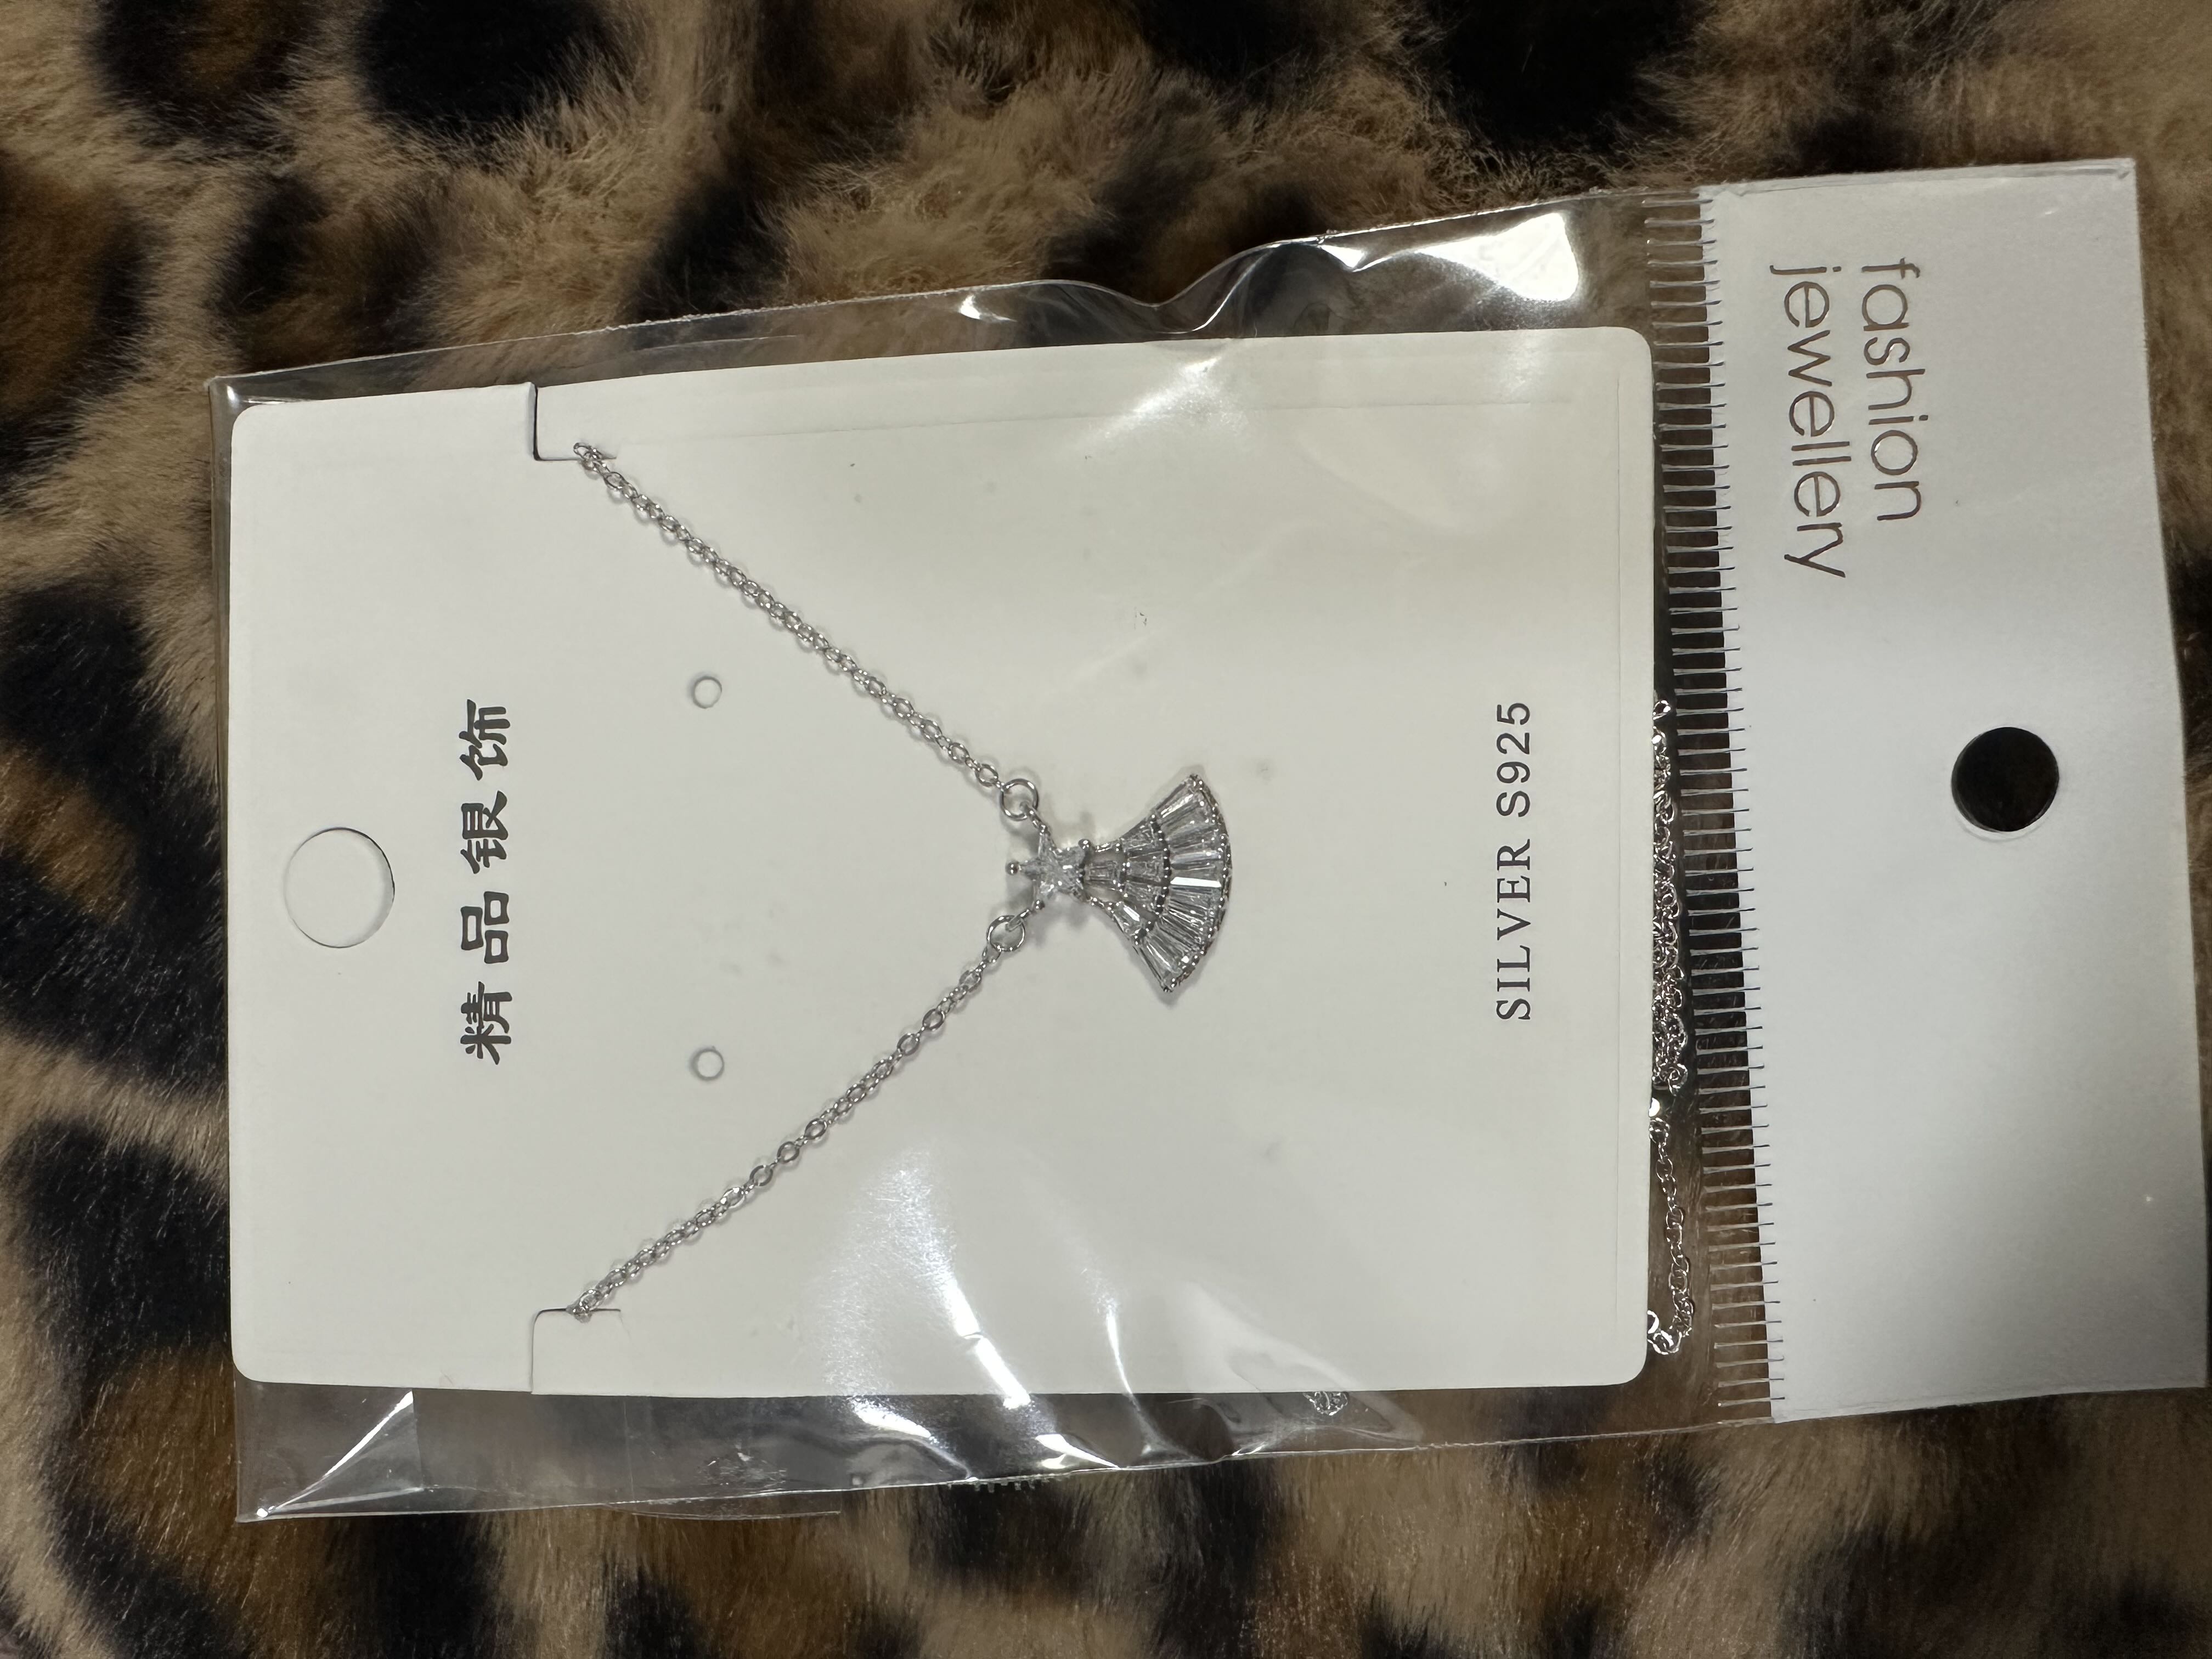 fashion
jewellery
精品银饰
SILVER S925